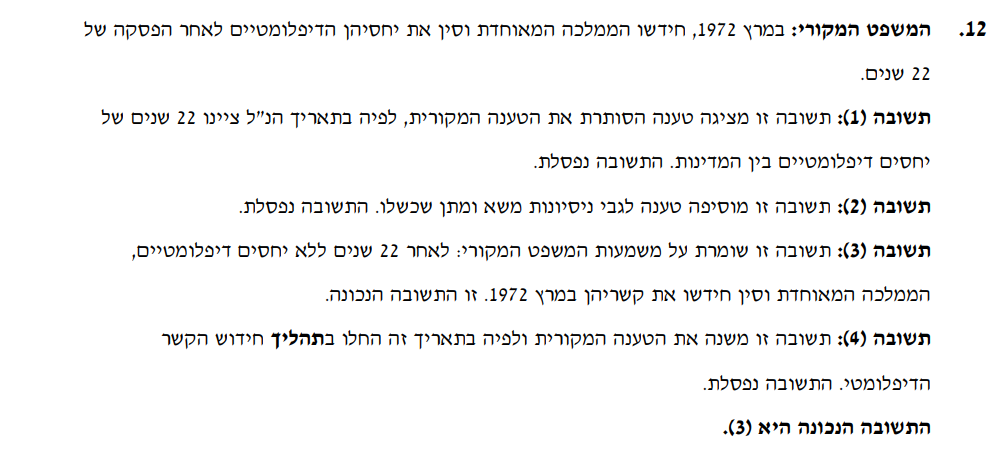 12. המשפט המקורי: במרץ 1972, חידשו הממלכה המאוחדת וסין את יחסיהן הדיפלומטיים לאחר הפסקה של
22 שנים.
תשובה (1): תשובה זו מציגה טענה הסותרת את הטענה המקורית, לפיה בתאריך הנ"ל ציינו 22 שנים של
יחסים דיפלומטיים בין המדינות. התשובה נפסלת.
תשובה (2): תשובה זו מוסיפה טענה לגבי ניסיונות משא ומתן שכשלו. התשובה נפסלת.
תשובה (3): תשובה זו שומרת על משמעות המשפט המקורי: לאחר 22 שנים ללא יחסים דיפלומטיים,
הממלכה המאוחדת וסין חידשו את קשריהן במרץ 1972. זו התשובה הנכונה.
תשובה (4): תשובה זו משנה את הטענה המקורית ולפיה בתאריך זה החלו בתהליך חידוש הקשר
הדיפלומטי. התשובה נפסלת.
התשובה הנכונה היא (3).